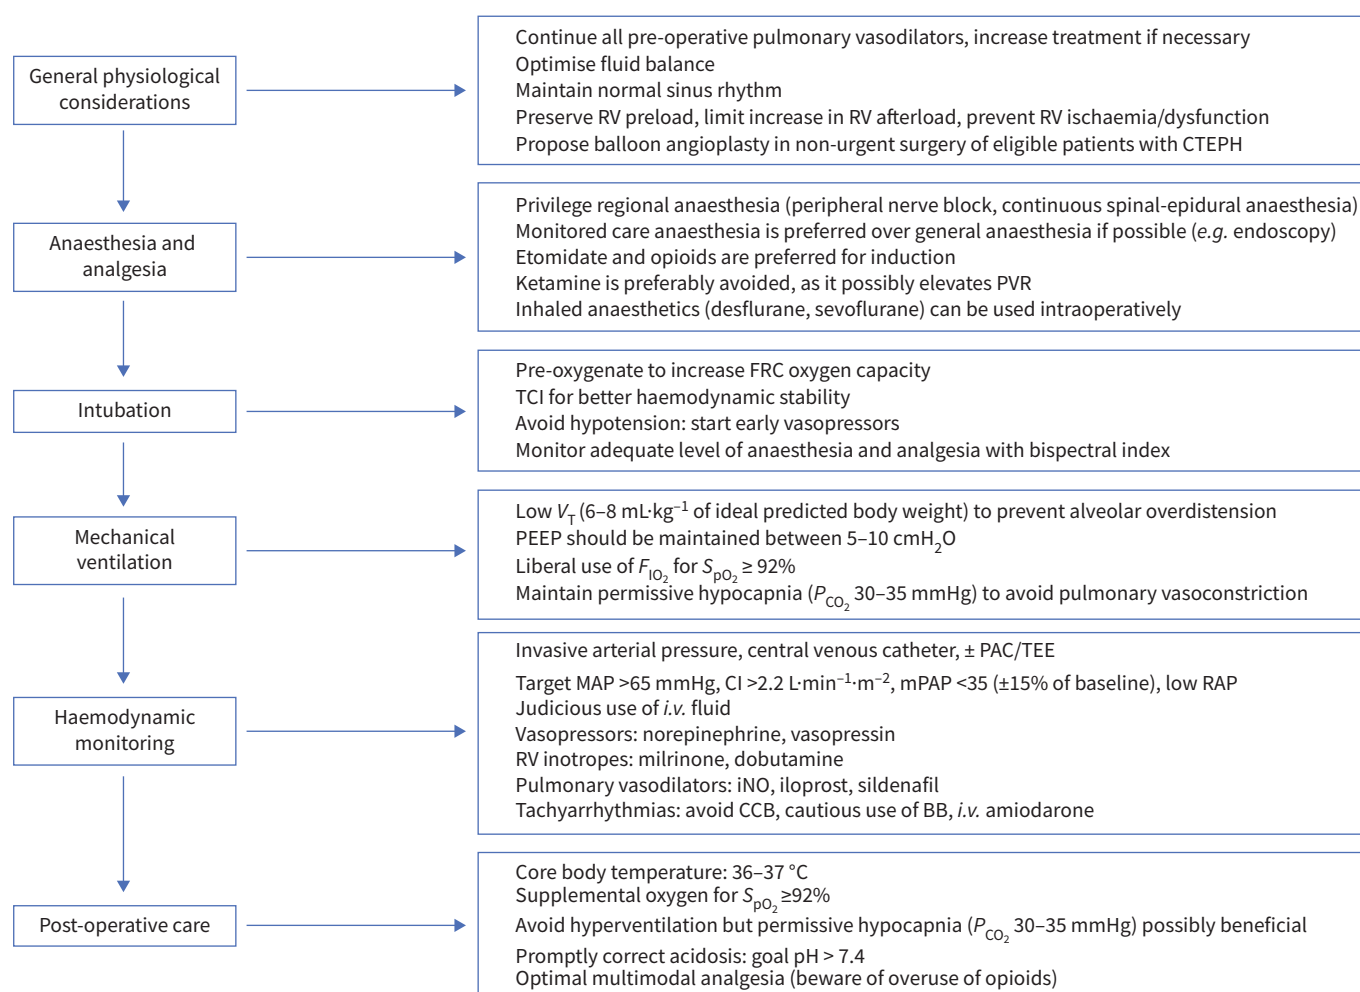 General physiological
considerations
Continue all pre-operative pulmonary vasodilators, increase treatment if necessary
Optimise fluid balance
Maintain normal sinus rhythm
Preserve RV preload, limit increase in RV afterload, prevent RV ischaemia/dysfunction
Propose balloon angioplasty in non-urgent surgery of eligible patients with CTEPH
Anaesthesia and
analgesia
Privilege regional anaesthesia (peripheral nerve block, continuous spinal-epidural anaesthesia)
Monitored care anaesthesia is preferred over general anaesthesia if possible (e.g. endoscopy)
Etomidate and opioids are preferred for induction
Ketamine is preferably avoided, as it possibly elevates PVR
Inhaled anaesthetics (desflurane, sevoflurane) can be used intraoperatively
Intubation
Pre-oxygenate to increase FRC oxygen capacity
TCI for better haemodynamic stability
Avoid hypotension: start early vasopressors
Monitor adequate level of anaesthesia and analgesia with bispectral index
Mechanical
ventilation
Low V_T (6–8 mL·kg⁻¹ of ideal predicted body weight) to prevent alveolar overdistension
PEEP should be maintained between 5–10 cmH₂O
Liberal use of F_IO₂ for S_pO₂ ≥ 92%
Maintain permissive hypocapnia (P_CO₂ 30–35 mmHg) to avoid pulmonary vasoconstriction
Haemodynamic
monitoring
Invasive arterial pressure, central venous catheter, ± PAC/TEE
Target MAP >65 mmHg, CI >2.2 L·min⁻¹·m⁻², mPAP <35 (±15% of baseline), low RAP
Judicious use of i.v. fluid
Vasopressors: norepinephrine, vasopressin
RV inotropes: milrinone, dobutamine
Pulmonary vasodilators: iNO, iloprost, sildenafil
Tachyarrhythmias: avoid CCB, cautious use of BB, i.v. amiodarone
Post-operative care
Core body temperature: 36–37 °C
Supplemental oxygen for S_pO₂ ≥92%
Avoid hyperventilation but permissive hypocapnia (P_CO₂ 30–35 mmHg) possibly beneficial
Promptly correct acidosis: goal pH > 7.4
Optimal multimodal analgesia (beware of overuse of opioids)